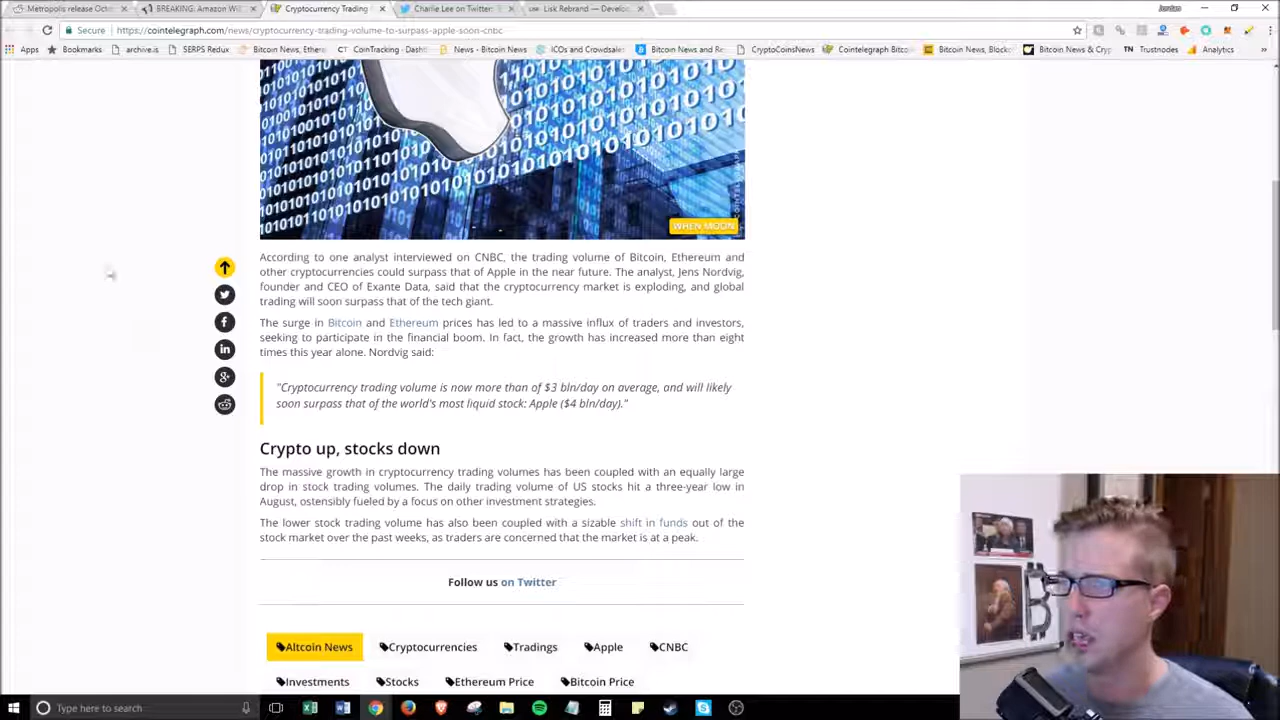 Metropolis release Octo
BREAKING: Amazon Wil
Cryptocurrency Trading
Charlie Lee on Twitter:
Lisk Rebrand — Develo
Jordan
Secure
https://cointelegraph.com/news/cryptocurrency-trading-volume-to-surpass-apple-soon-cnbc
Apps
Bookmarks
archive.is
SERPS Redux
Bitcoin News, Ethere
CoinTracking - Dashb
News - Bitcoin News
ICOs and Crowdsale
Bitcoin News and Re
CryptoCoinsNews
Cointelegraph Bitco
Bitcoin News, Blockc
Bitcoin News & Cryp
Trustnodes
Analytics
WHEN MOON
According to one analyst interviewed on CNBC, the trading volume of Bitcoin, Ethereum and
other cryptocurrencies could surpass that of Apple in the near future. The analyst, Jens Nordvig,
founder and CEO of Exante Data, said that the cryptocurrency market is exploding, and global
trading will soon surpass that of the tech giant.
The surge in Bitcoin and Ethereum prices has led to a massive influx of traders and investors,
seeking to participate in the financial boom. In fact, the growth has increased more than eight
times this year alone. Nordvig said:
"Cryptocurrency trading volume is now more than of $3 bln/day on average, and will likely
soon surpass that of the world's most liquid stock: Apple ($4 bln/day)."
Crypto up, stocks down
The massive growth in cryptocurrency trading volumes has been coupled with an equally large
drop in stock trading volumes. The daily trading volume of US stocks hit a three-year low in
August, ostensibly fueled by a focus on other investment strategies.
The lower stock trading volume has also been coupled with a sizable shift in funds out of the
stock market over the past weeks, as traders are concerned that the market is at a peak.
Follow us on Twitter
Altcoin News
Cryptocurrencies
Tradings
Apple
CNBC
Investments
Stocks
Ethereum Price
Bitcoin Price
Type here to search